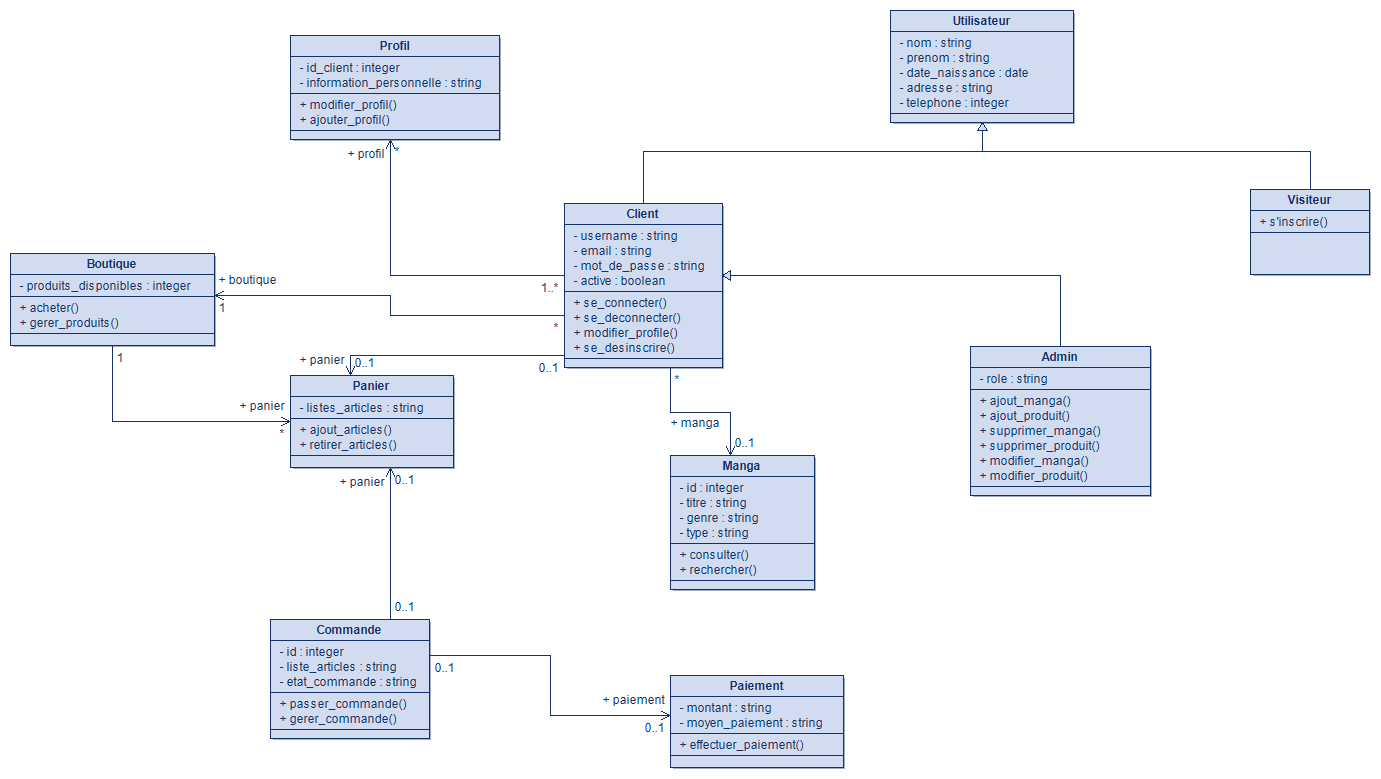 Utilisateur
- nom : string
- prenom : string
- date_naissance : date
- adresse : string
- telephone : integer
Profil
- id_client : integer
- information_personnelle : string
+ modifier_profil()
+ ajouter_profil()
+ profil
*
Visiteur
+ s'inscrire()
Client
- username : string
- email : string
- mot_de_passe : string
- active : boolean
+ se_connecter()
+ se_deconnecter()
+ modifier_profile()
+ se_desinscrire()
1..*
*
0..1
*
Boutique
- produits_disponibles : integer
+ acheter()
+ gerer_produits()
+ boutique
1
1
+ panier
0..1
+ panier
*
Panier
- listes_articles : string
+ ajout_articles()
+ retirer_articles()
+ panier
0..1
Admin
- role : string
+ ajout_manga()
+ ajout_produit()
+ supprimer_manga()
+ supprimer_produit()
+ modifier_manga()
+ modifier_produit()
+ manga
0..1
Manga
- id : integer
- titre : string
- genre : string
- type : string
+ consulter()
+ rechercher()
0..1
Commande
- id : integer
- liste_articles : string
- etat_commande : string
+ passer_commande()
+ gerer_commande()
0..1
+ paiement
0..1
Paiement
- montant : string
- moyen_paiement : string
+ effectuer_paiement()